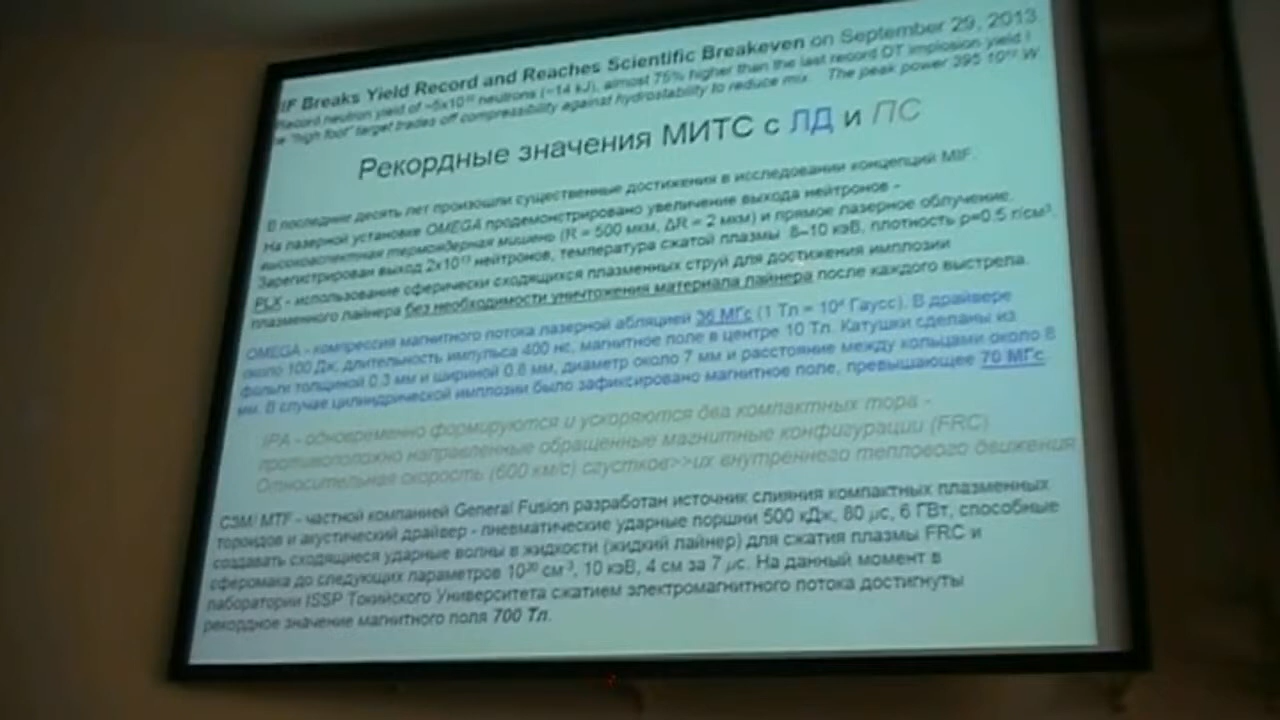 IF Breaks Yield Record and Reaches Scientific Breakeven on September 29, 2013
Record neutron yield of ~5x10¹⁵ neutrons (~14 kJ), almost 75% higher than the last record DT implosion yield !
"high foot" target trades off compressibility against hydrostability to reduce mix. The peak power 395 10¹² W.
Рекордные значения МИТС с ЛД и ПС
В последние десять лет произошли существенные достижения в исследовании концепций MIF.
На лазерной установке OMEGA продемонстрировано увеличение выхода нейтронов -
высокоаспектная термоядерная мишень (R = 500 мкм, ΔR = 2 мкм) и прямое лазерное облучение.
Зарегистрирован выход 2x10¹³ нейтронов, температура сжатой плазмы 8–10 кэВ, плотность ρ=0.5 г/см³.
PLX - использование сферически сходящихся плазменных струй для достижения имплозии
плазменного лайнера без необходимости уничтожения материала лайнера после каждого выстрела.
OMEGA - компрессия магнитного потока лазерной абляцией 36 МГс (1 Тл = 10⁴ Гаусс). В драйвере
около 100 Дж, длительность импульса 400 нс, магнитное поле в центре 10 Тл. Катушки сделаны из
фольги толщиной 0.3 мм и шириной 0.8 мм, диаметр около 7 мм и расстояние между кольцами около 8
мм. В случае цилиндрической имплозии было зафиксировано магнитное поле, превышающее 70 МГс.
IPA - одновременно формируются и ускоряются два компактных тора -
противоположно направленные обращенные магнитные конфигурации (FRC)
Относительная скорость (600 км/с) сгустков>>их внутреннего теплового движения
СЗМ/ MTF - частной компанией General Fusion разработан источник слияния компактных плазменных
тороидов и акустический драйвер - пневматические ударные поршни 500 кДж, 80 μс, 6 ГВт, способные
создавать сходящиеся ударные волны в жидкости (жидкий лайнер) для сжатия плазмы FRC и
сферомака до следующих параметров 10²⁰ см⁻³, 10 кэВ, 4 см за 7 μс. На данный момент в
лаборатории ISSP Токийского Университета сжатием электромагнитного потока достигнуты
рекордное значение магнитного поля 700 Тл.